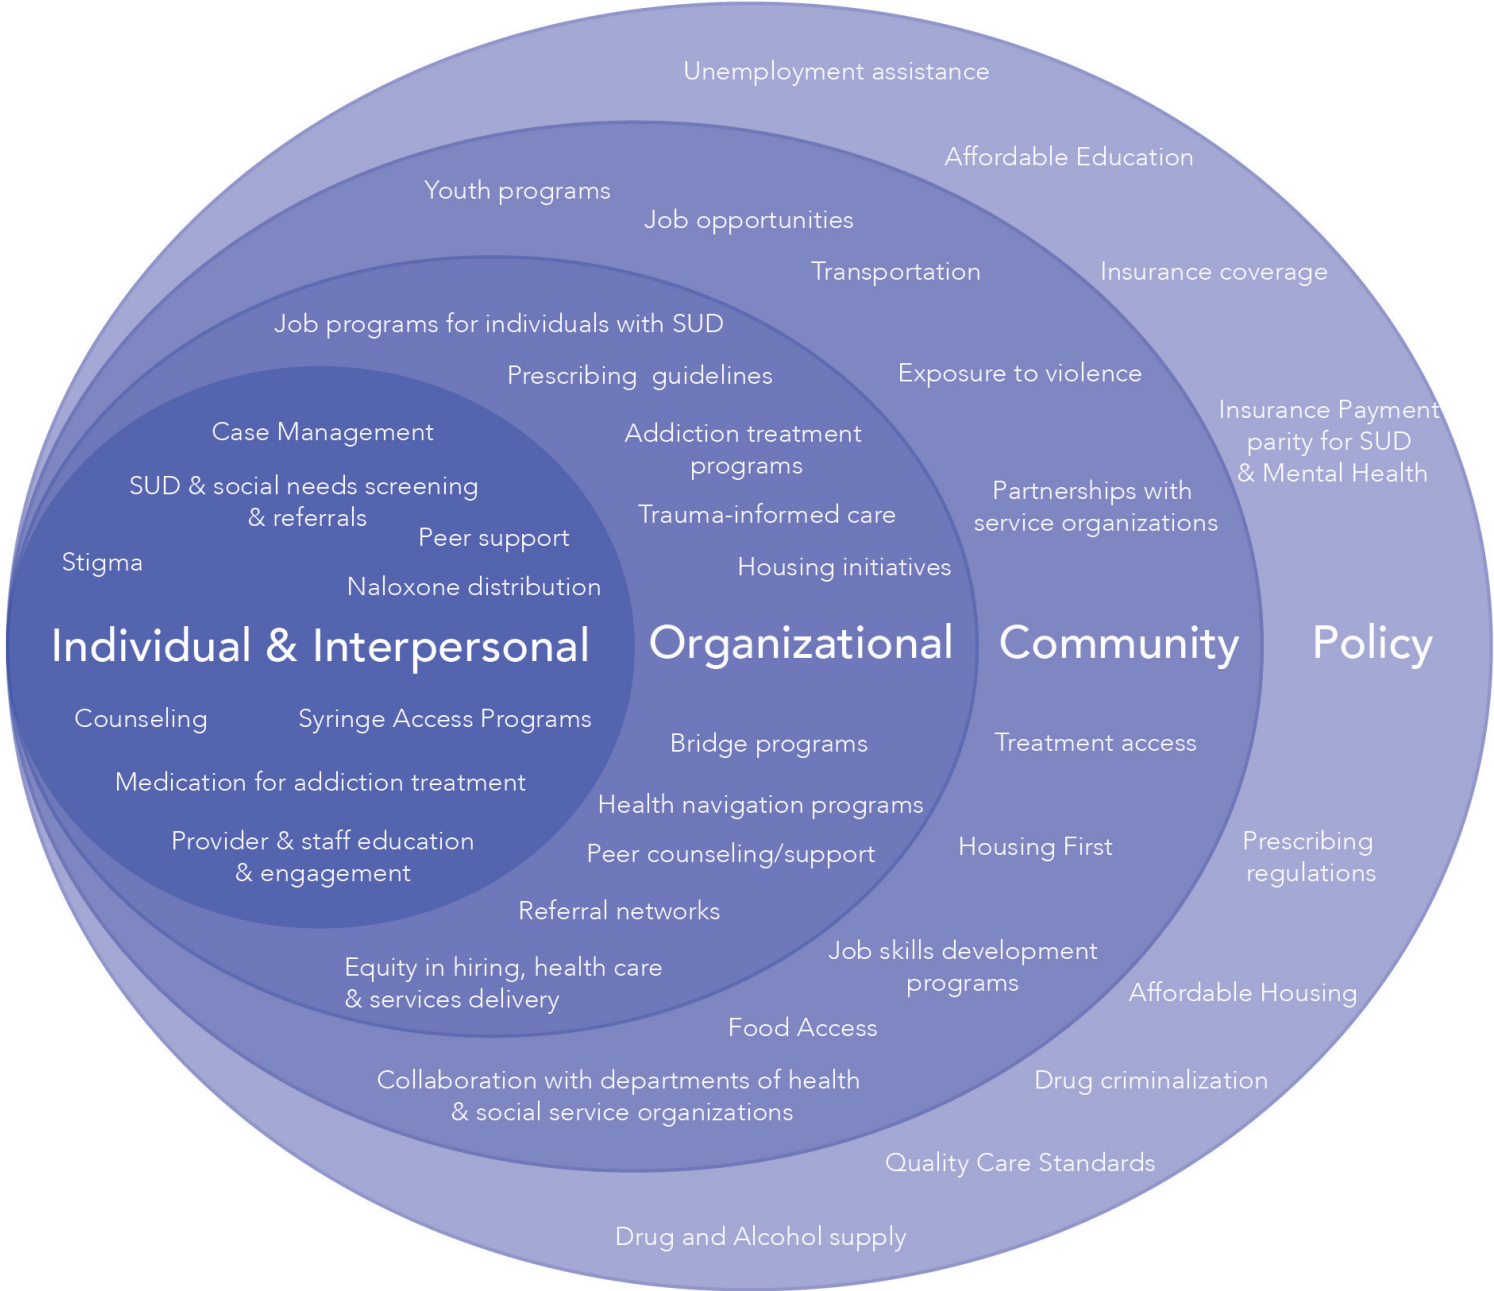 Unemployment assistance
Affordable Education
Youth programs
Job opportunities
Transportation
Insurance coverage
Job programs for individuals with SUD
Prescribing guidelines
Exposure to violence
Insurance Payment
parity for SUD
& Mental Health
Case Management
Addiction treatment
programs
SUD & social needs screening
& referrals
Partnerships with
service organizations
Trauma-informed care
Peer support
Stigma
Housing initiatives
Naloxone distribution
Individual & Interpersonal
Organizational
Community
Policy
Counseling
Syringe Access Programs
Bridge programs
Treatment access
Medication for addiction treatment
Health navigation programs
Provider & staff education
& engagement
Peer counseling/support
Housing First
Prescribing
regulations
Referral networks
Equity in hiring, health care
& services delivery
Job skills development
programs
Affordable Housing
Food Access
Collaboration with departments of health
& social service organizations
Drug criminalization
Quality Care Standards
Drug and Alcohol supply